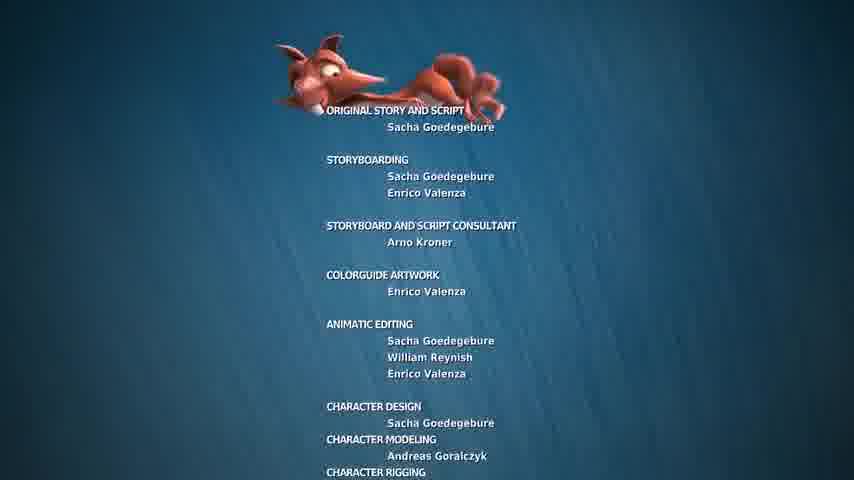 ORIGINAL STORY AND SCRIPT
Sacha Goedegebure
STORYBOARDING
Sacha Goedegebure
Enrico Valenza
STORYBOARD AND SCRIPT CONSULTANT
Arno Kroner
COLORGUIDE ARTWORK
Enrico Valenza
ANIMATIC EDITING
Sacha Goedegebure
William Reynish
Enrico Valenza
CHARACTER DESIGN
Sacha Goedegebure
CHARACTER MODELING
Andreas Goralczyk
CHARACTER RIGGING